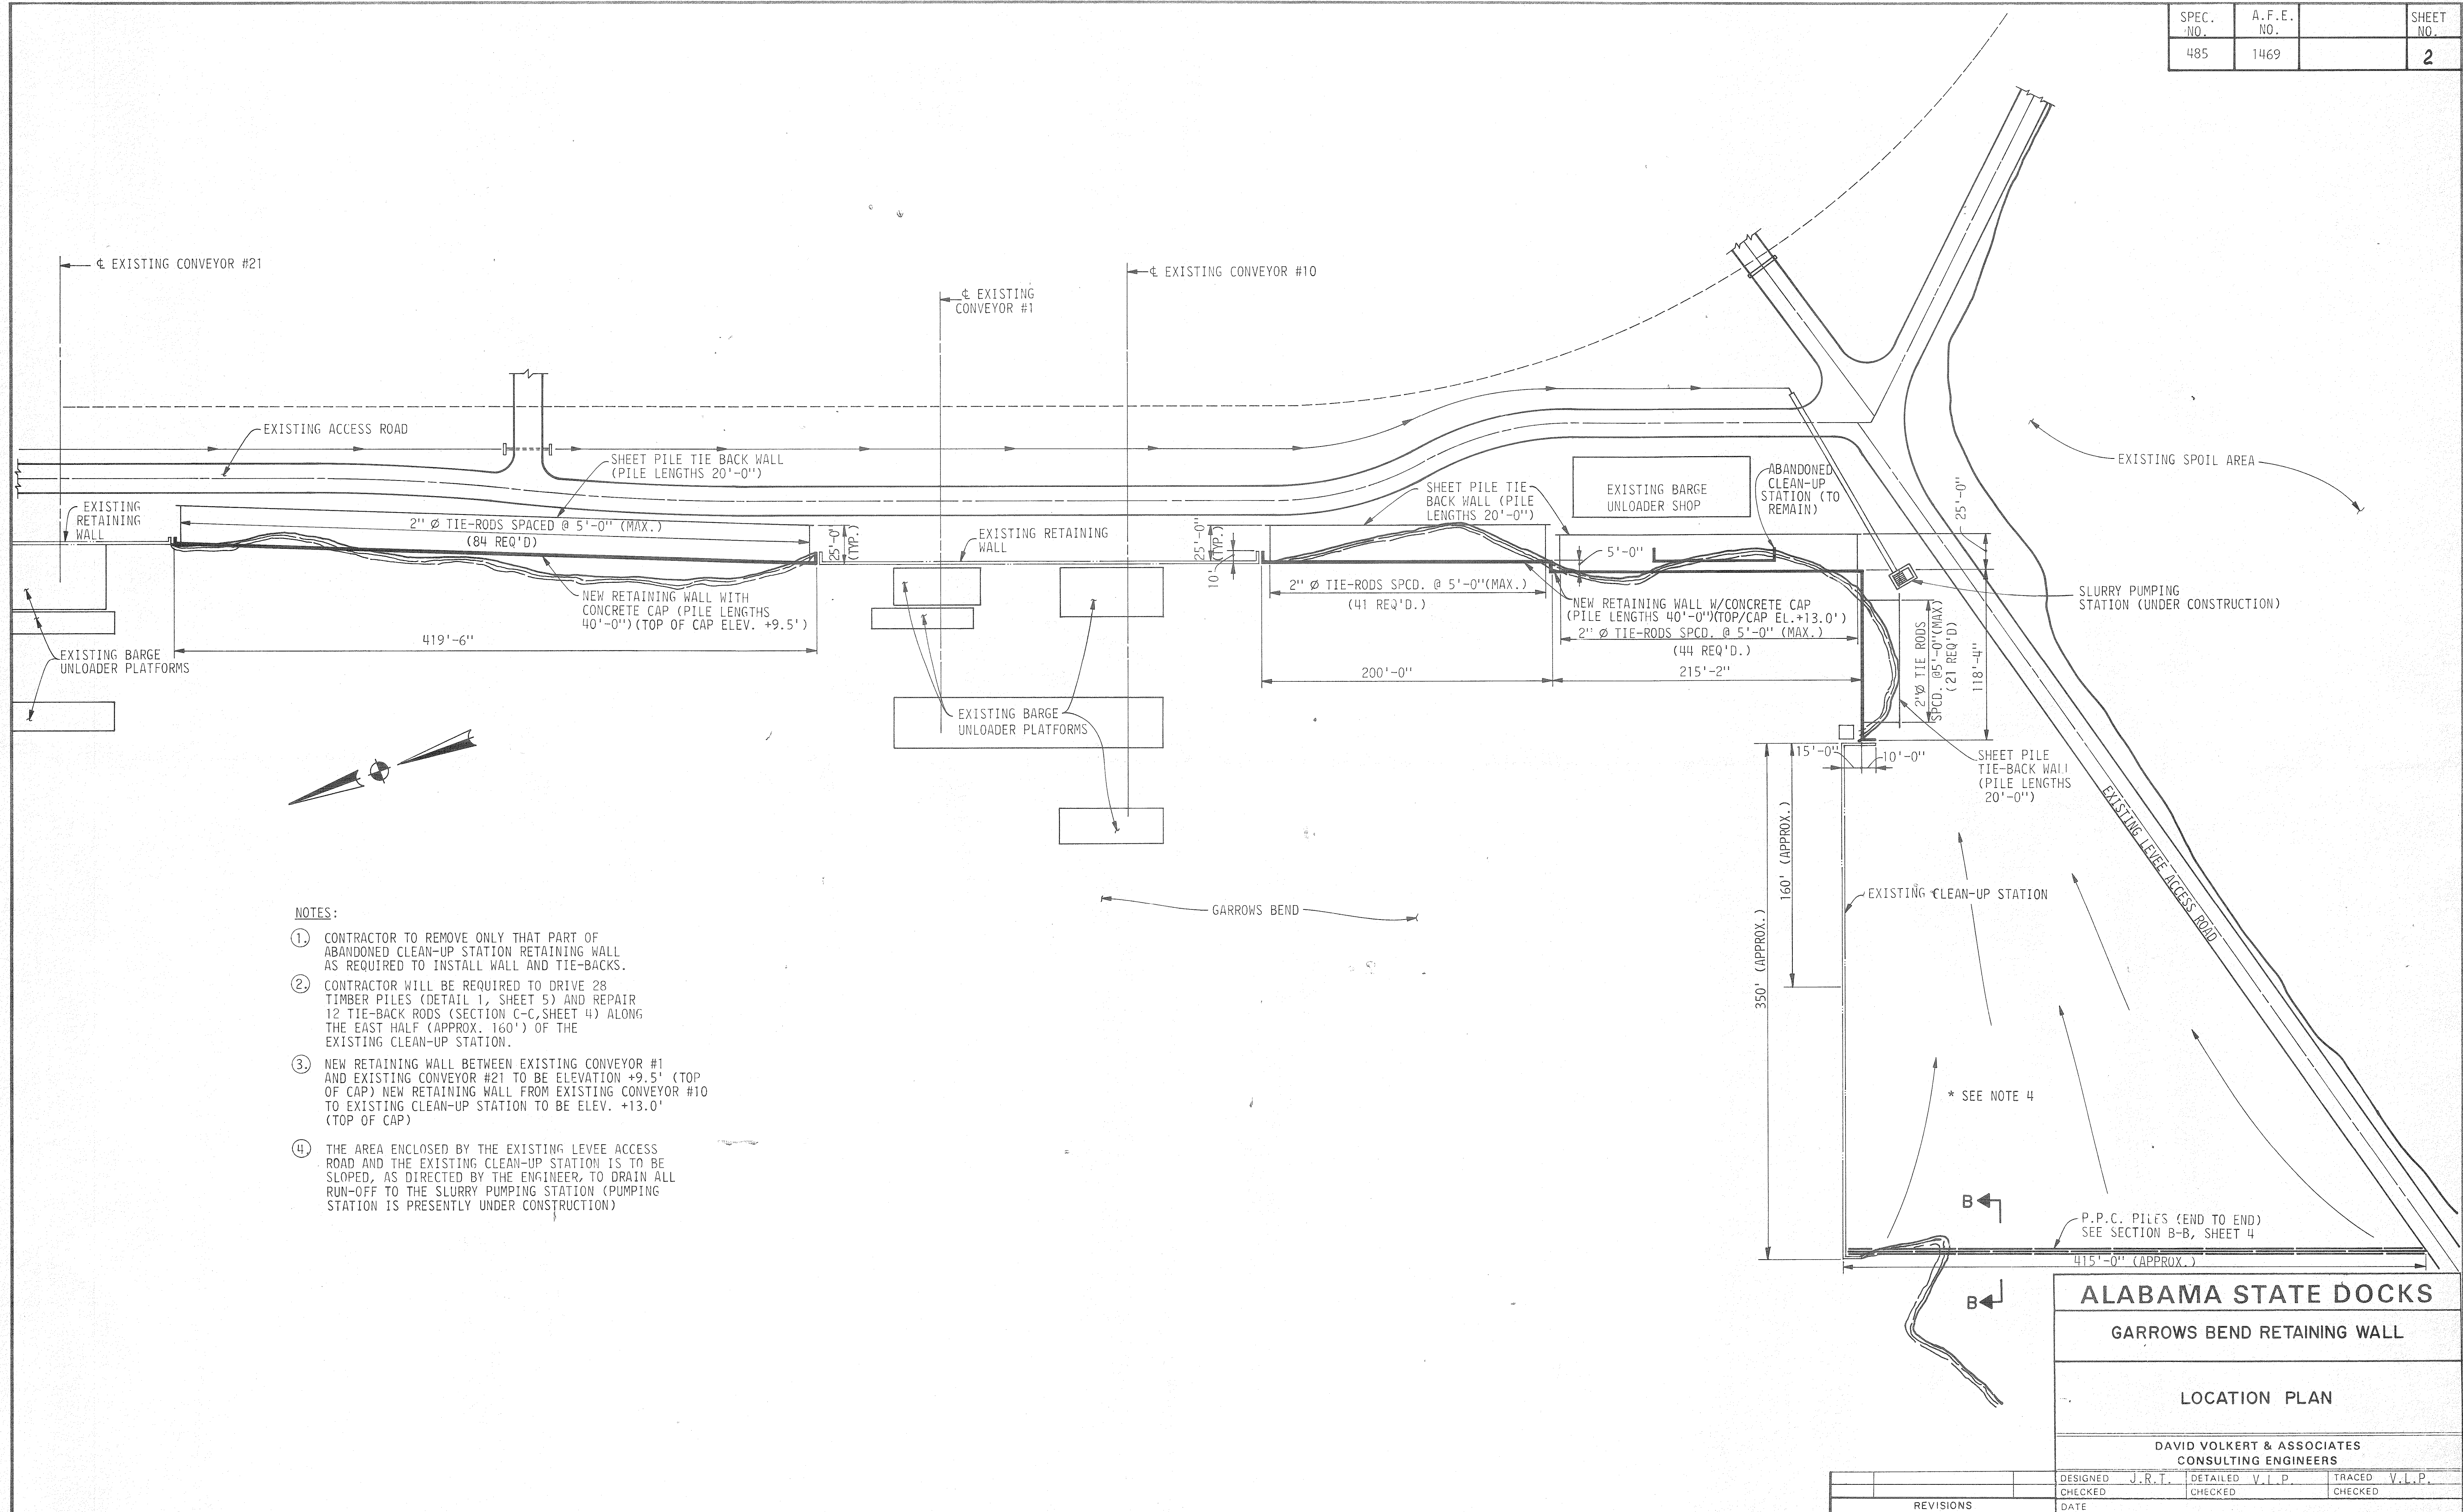 SPEC. NO.
A.F.E. NO.
SHEET NO.
485
1469
2
℄ EXISTING CONVEYOR #21
℄ EXISTING
CONVEYOR #1
℄ EXISTING CONVEYOR #10
EXISTING ACCESS ROAD
SHEET PILE TIE BACK WALL
(PILE LENGTHS 20'-0")
EXISTING
RETAINING
WALL
2" Ø TIE-RODS SPACED @ 5'-0" (MAX.)
(84 REQ'D)
25'-0"
(TYP.)
EXISTING RETAINING
WALL
NEW RETAINING WALL WITH
CONCRETE CAP (PILE LENGTHS
40'-0")(TOP OF CAP ELEV. +9.5')
419'-6"
EXISTING BARGE
UNLOADER PLATFORMS
25'-0"
(TYP.)
10'
SHEET PILE TIE
BACK WALL (PILE
LENGTHS 20'-0")
2" Ø TIE-RODS SPCD. @ 5'-0"(MAX.)
(41 REQ'D.)
EXISTING BARGE
UNLOADER SHOP
ABANDONED
CLEAN-UP
STATION (TO
REMAIN)
5'-0"
NEW RETAINING WALL W/CONCRETE CAP
(PILE LENGTHS 40'-0")(TOP/CAP EL.+13.0')
2" Ø TIE-RODS SPCD. @ 5'-0" (MAX.)
(44 REQ'D.)
200'-0"
215'-2"
EXISTING SPOIL AREA
25'-0"
SLURRY PUMPING
STATION (UNDER CONSTRUCTION)
2"Ø TIE RODS
SPCD. @5'-0"(MAX)
(21 REQ'D)
118'-4"
EXISTING BARGE
UNLOADER PLATFORMS
15'-0"
10'-0"
SHEET PILE
TIE-BACK WALL
(PILE LENGTHS
20'-0")
EXISTING LEVEE ACCESS ROAD
160' (APPROX.)
350' (APPROX.)
EXISTING CLEAN-UP STATION
GARROWS BEND
* SEE NOTE 4
B
P.P.C. PILES (END TO END)
SEE SECTION B-B, SHEET 4
415'-0" (APPROX.)
B
NOTES:
1. CONTRACTOR TO REMOVE ONLY THAT PART OF
ABANDONED CLEAN-UP STATION RETAINING WALL
AS REQUIRED TO INSTALL WALL AND TIE-BACKS.
2. CONTRACTOR WILL BE REQUIRED TO DRIVE 28
TIMBER PILES (DETAIL 1, SHEET 5) AND REPAIR
12 TIE-BACK RODS (SECTION C-C,SHEET 4) ALONG
THE EAST HALF (APPROX. 160') OF THE
EXISTING CLEAN-UP STATION.
3. NEW RETAINING WALL BETWEEN EXISTING CONVEYOR #1
AND EXISTING CONVEYOR #21 TO BE ELEVATION +9.5' (TOP
OF CAP) NEW RETAINING WALL FROM EXISTING CONVEYOR #10
TO EXISTING CLEAN-UP STATION TO BE ELEV. +13.0'
(TOP OF CAP)
4. THE AREA ENCLOSED BY THE EXISTING LEVEE ACCESS
ROAD AND THE EXISTING CLEAN-UP STATION IS TO BE
SLOPED, AS DIRECTED BY THE ENGINEER, TO DRAIN ALL
RUN-OFF TO THE SLURRY PUMPING STATION (PUMPING
STATION IS PRESENTLY UNDER CONSTRUCTION)
ALABAMA STATE DOCKS
GARROWS BEND RETAINING WALL
LOCATION PLAN
DAVID VOLKERT & ASSOCIATES
CONSULTING ENGINEERS
DESIGNED J.R.T. DETAILED V.L.P. TRACED V.L.P.
CHECKED CHECKED CHECKED
REVISIONS
DATE